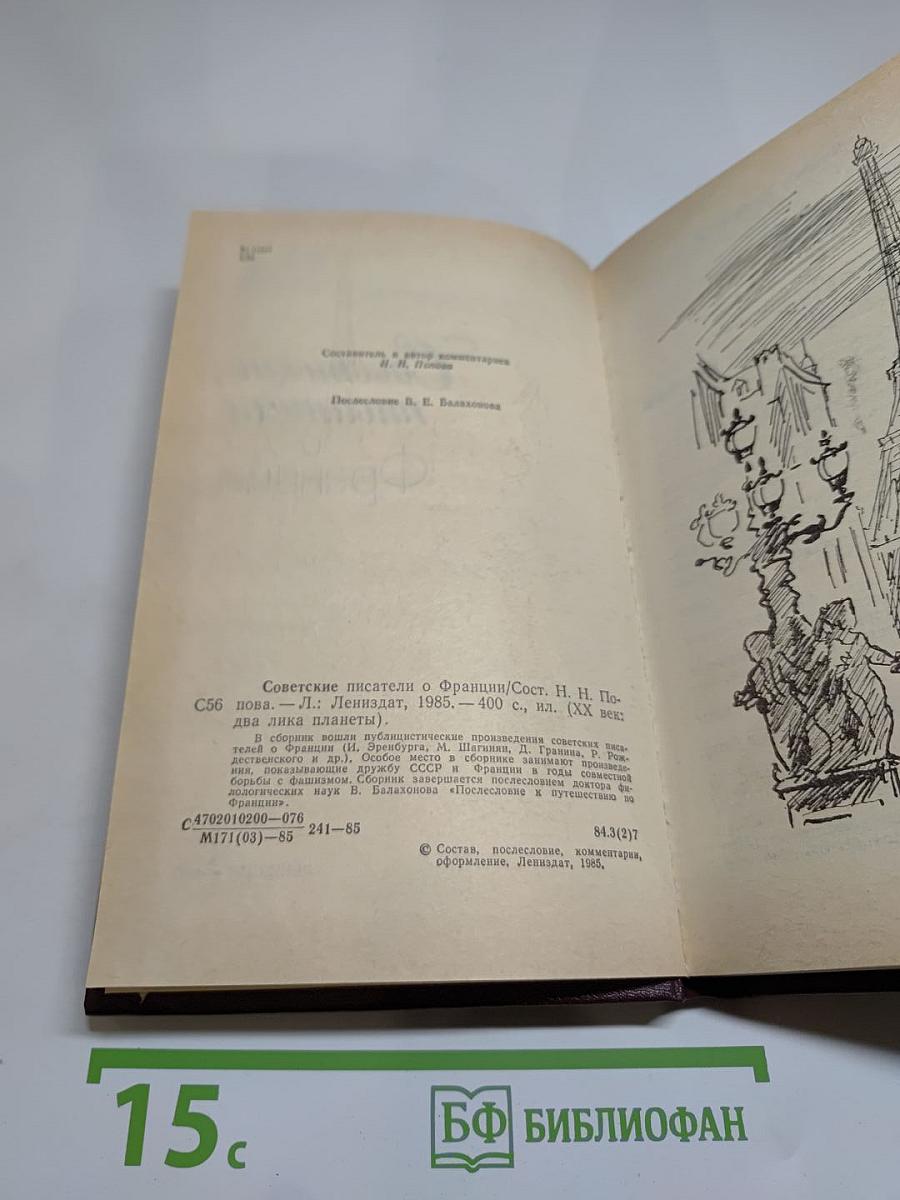 Составитель и автор комментариев
Н. Н. Попова
Послесловие В. Е. Балахонова
Советские писатели о Франции/Сост. Н. Н. По-
С56 пова. — Л.: Лениздат, 1985. — 400 с., ил. (XX век:
два лика планеты).
В сборник вошли публицистические произведения советских писа-
телей о Франции (И. Эренбурга, М. Шагинян, Д. Гранина, Р. Рож-
дественского и др.). Особое место в сборнике занимают произведе-
ния, показывающие дружбу СССР и Франции в годы совместной
борьбы с фашизмом. Сборник завершается послесловием доктора фи-
лологических наук В. Балахонова «Послесловие к путешествию по
Франции».
С 4702010200—076
М171(03)—85 241—85
84.3(2)7
© Состав, послесловие, комментарии,
оформление, Лениздат, 1985.
15 с
БФ БИБЛИОФАН